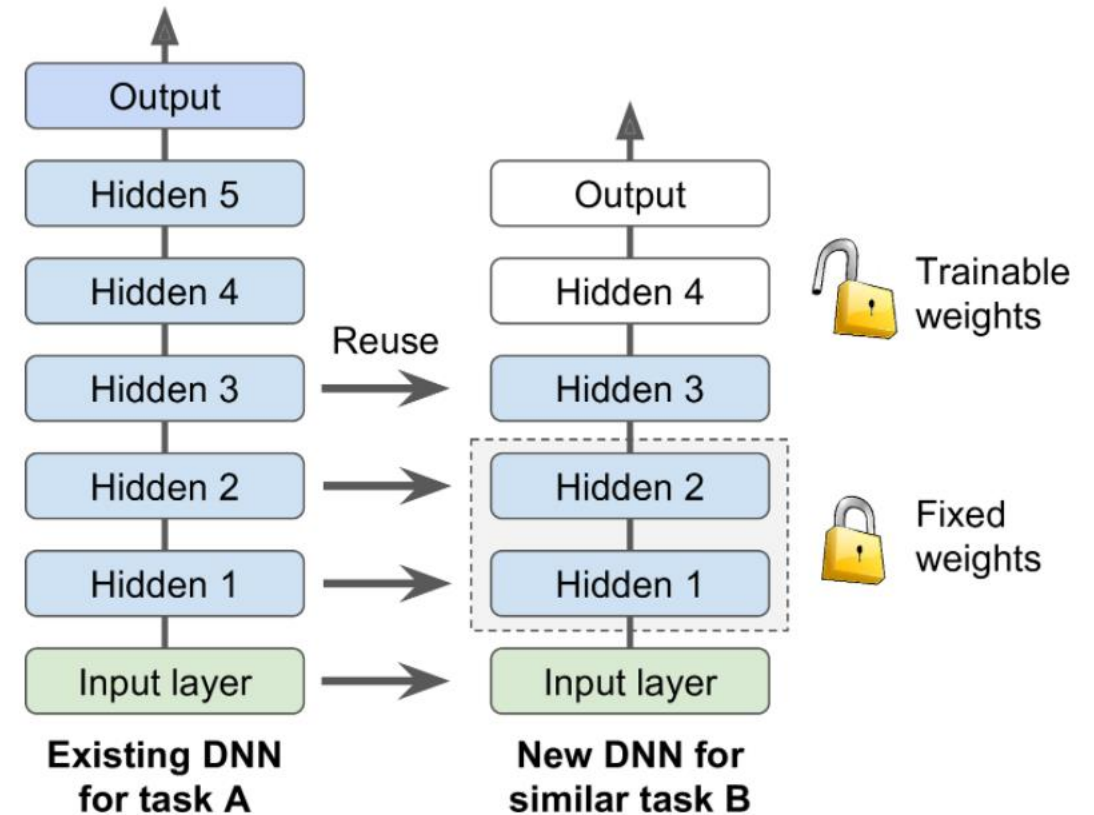 Output
Hidden 5
Hidden 4
Hidden 3
Hidden 2
Hidden 1
Input layer
Existing DNN
for task A
Reuse
Output
Hidden 4
Hidden 3
Hidden 2
Hidden 1
Input layer
New DNN for
similar task B
Trainable
weights
Fixed
weights